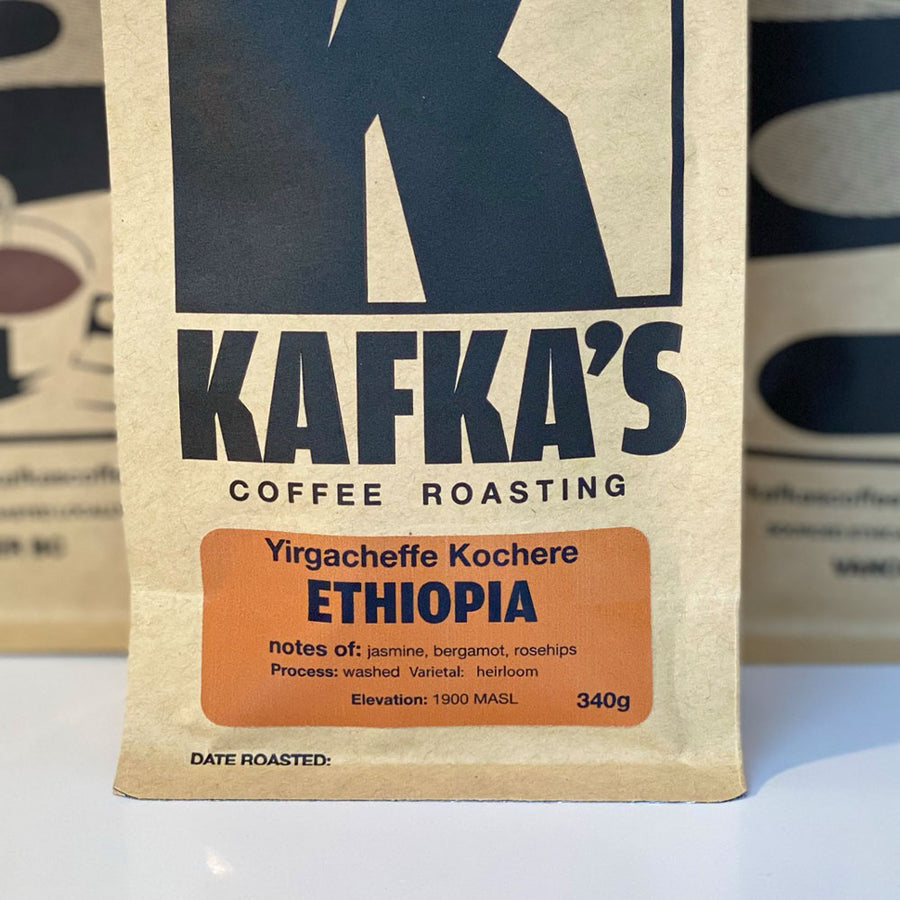 KAFKA'S
COFFEE ROASTING
Yirgacheffe Kochere
ETHIOPIA
notes of: jasmine, bergamot, rosehips
Process: washed Varietal: heirloom
Elevation: 1900 MASL
340g
DATE ROASTED: